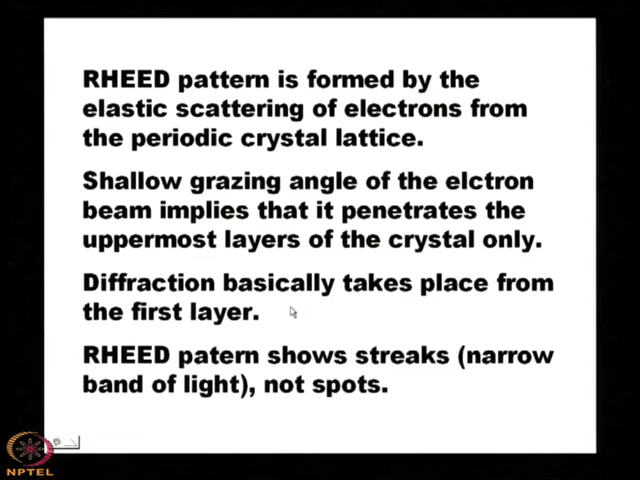 RHEED pattern is formed by the
elastic scattering of electrons from
the periodic crystal lattice.
Shallow grazing angle of the elctron
beam implies that it penetrates the
uppermost layers of the crystal only.
Diffraction basically takes place from
the first layer.
RHEED patern shows streaks (narrow
band of light), not spots.
NPTEL